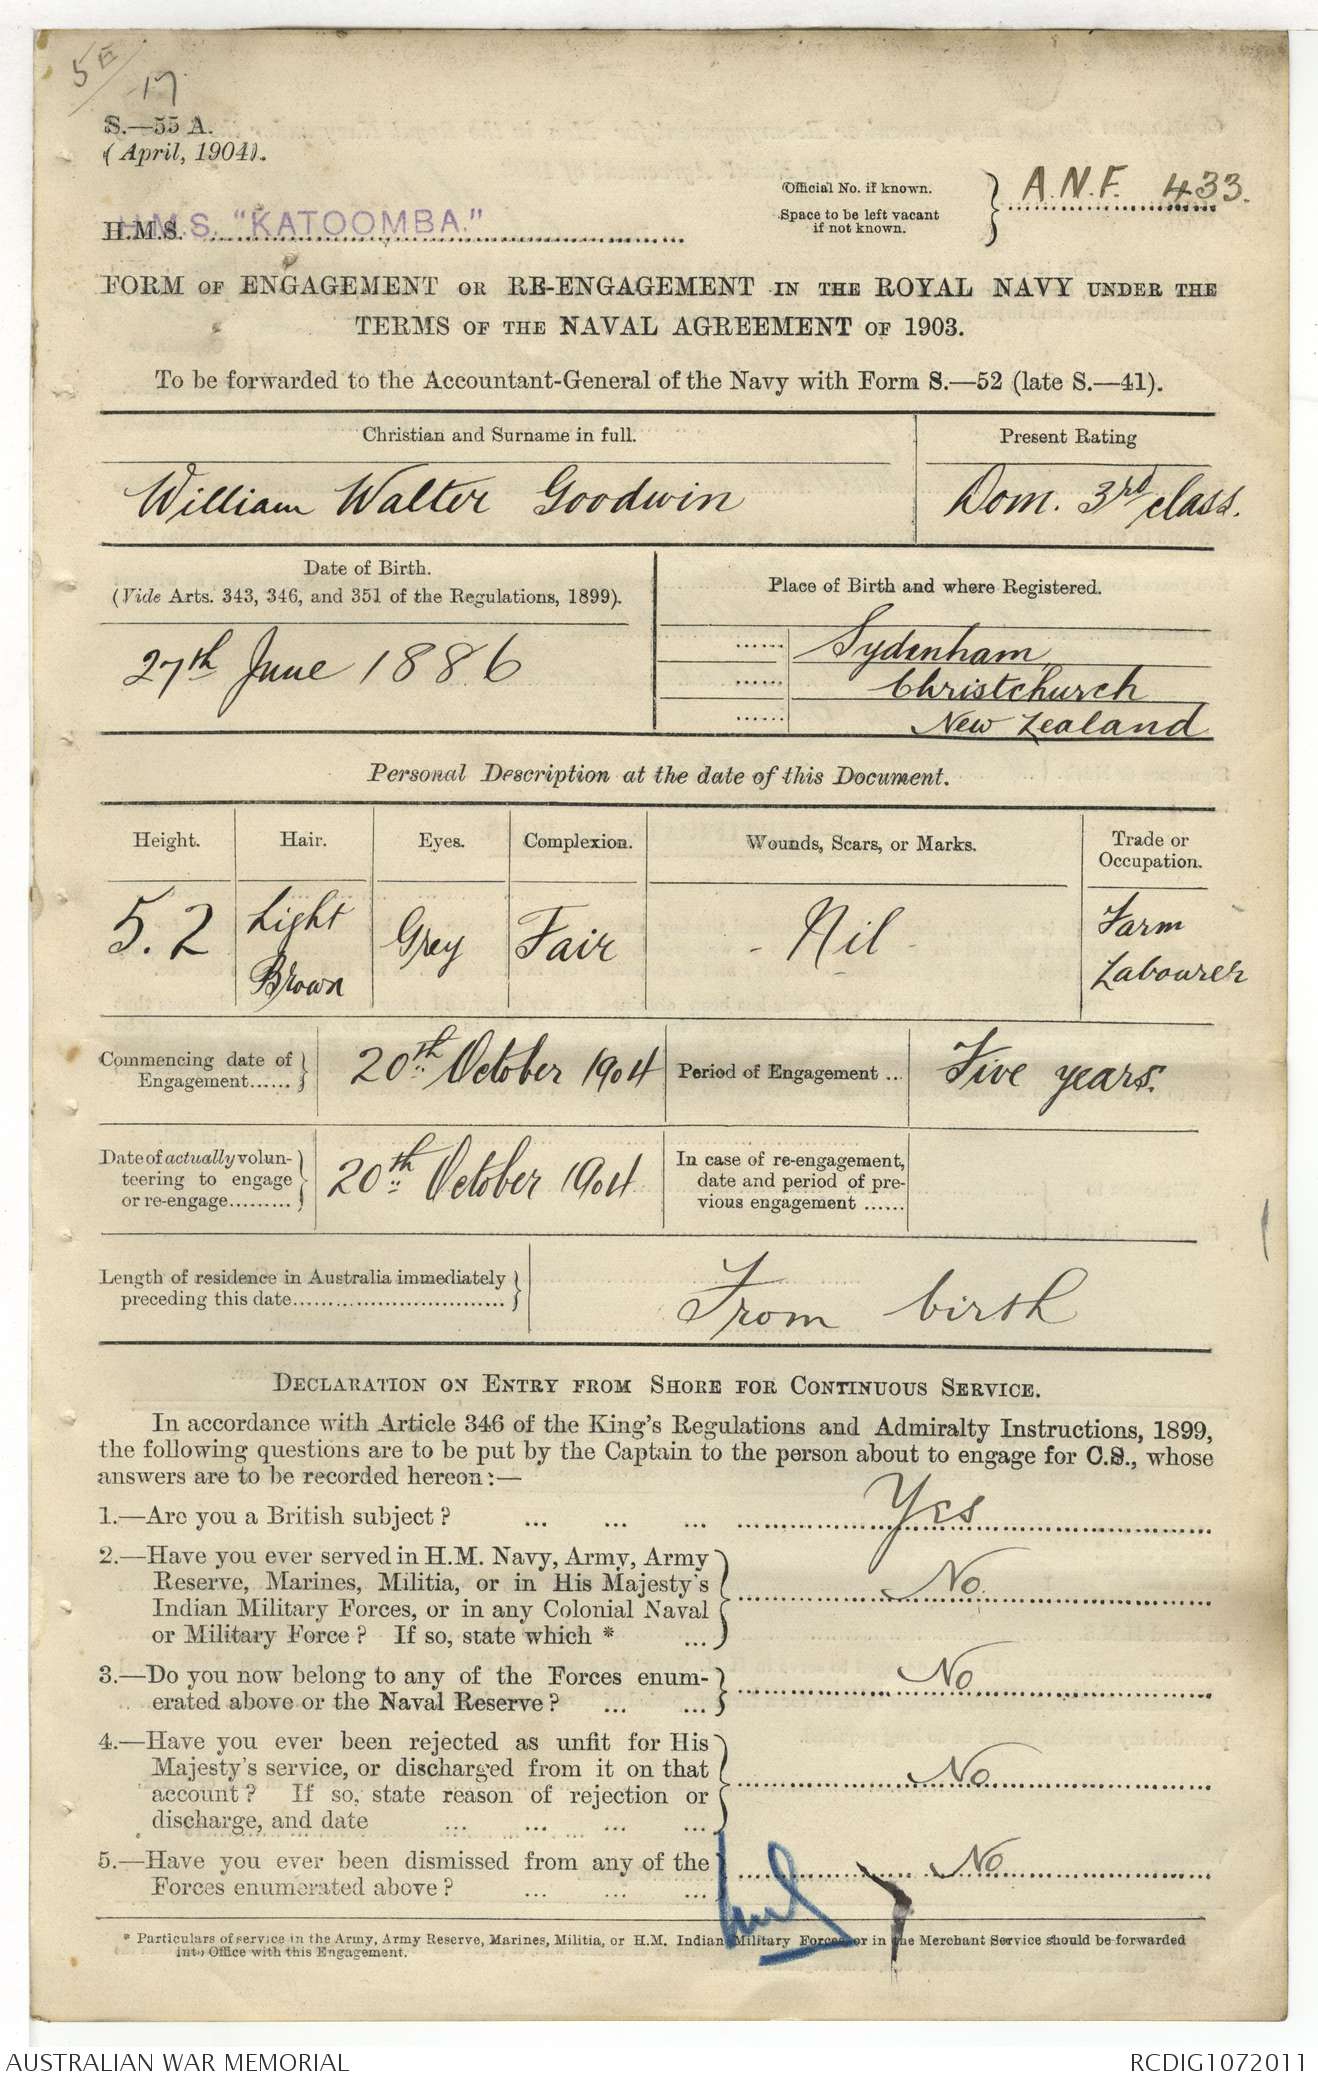 5E
17
S.—55 A.
(April, 1904).
Official No. if known.
Space to be left vacant
if not known.
A.N.F. 433.
H.M.S. H.M.S. "KATOOMBA."
FORM OF ENGAGEMENT OR RE-ENGAGEMENT IN THE ROYAL NAVY UNDER THE
TERMS OF THE NAVAL AGREEMENT OF 1903.
To be forwarded to the Accountant-General of the Navy with Form S.—52 (late S.—41).
Christian and Surname in full.
Present Rating
William Walter Goodwin
Dom. 3rd class.
Date of Birth.
(Vide Arts. 343, 346, and 351 of the Regulations, 1899).
Place of Birth and where Registered.
27th June 1886
...... Sydenham
...... Christchurch
...... New Zealand
Personal Description at the date of this Document.
Height. Hair. Eyes. Complexion. Wounds, Scars, or Marks. Trade or
Occupation.
5.2 Light
Brown Grey Fair - Nil - Farm
Labourer
Commencing date of
Engagement......
20th October 1904
Period of Engagement ...
Five years.
Date of actually volun-
teering to engage
or re-engage.........
20th October 1904
In case of re-engagement,
date and period of pre-
vious engagement ......
Length of residence in Australia immediately
preceding this date..............................
From birth
DECLARATION ON ENTRY FROM SHORE FOR CONTINUOUS SERVICE.
In accordance with Article 346 of the King's Regulations and Admiralty Instructions, 1899,
the following questions are to be put by the Captain to the person about to engage for C.S., whose
answers are to be recorded hereon:—
1.—Are you a British subject? ... ... ... Yes
2.—Have you ever served in H.M. Navy, Army, Army
Reserve, Marines, Militia, or in His Majesty's
Indian Military Forces, or in any Colonial Naval
or Military Force? If so, state which * ...
No.
3.—Do you now belong to any of the Forces enum-
erated above or the Naval Reserve? ... ...
No
4.—Have you ever been rejected as unfit for His
Majesty's service, or discharged from it on that
account? If so, state reason of rejection or
discharge, and date ... ... ... ...
No
5.—Have you ever been dismissed from any of the
Forces enumerated above? ... ... ...
No
* Particulars of service in the Army, Army Reserve, Marines, Militia, or H.M. Indian Military Forces, or in the Merchant Service should be forwarded
into Office with this Engagement.
AUSTRALIAN WAR MEMORIAL
RCDIG1072011